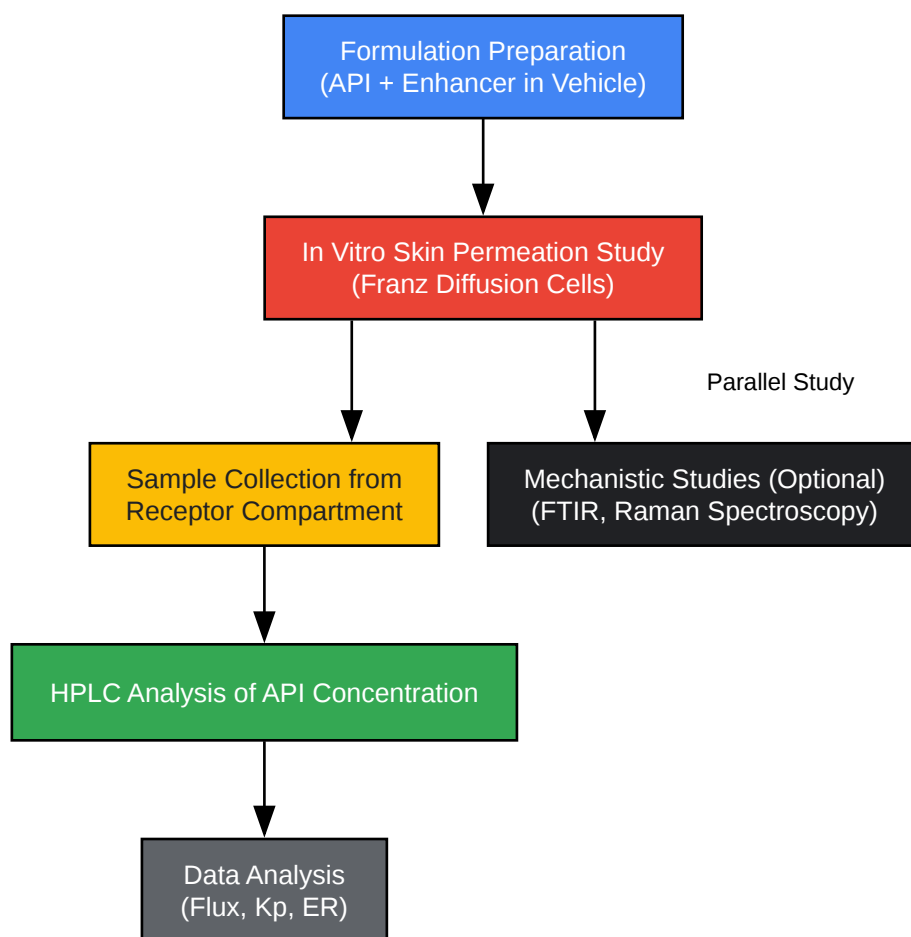 Formulation Preparation
(API + Enhancer in Vehicle)
In Vitro Skin Permeation Study
(Franz Diffusion Cells)
Parallel Study
Sample Collection from
Receptor Compartment
Mechanistic Studies (Optional)
(FTIR, Raman Spectroscopy)
HPLC Analysis of API Concentration
Data Analysis
(Flux, Kp, ER)